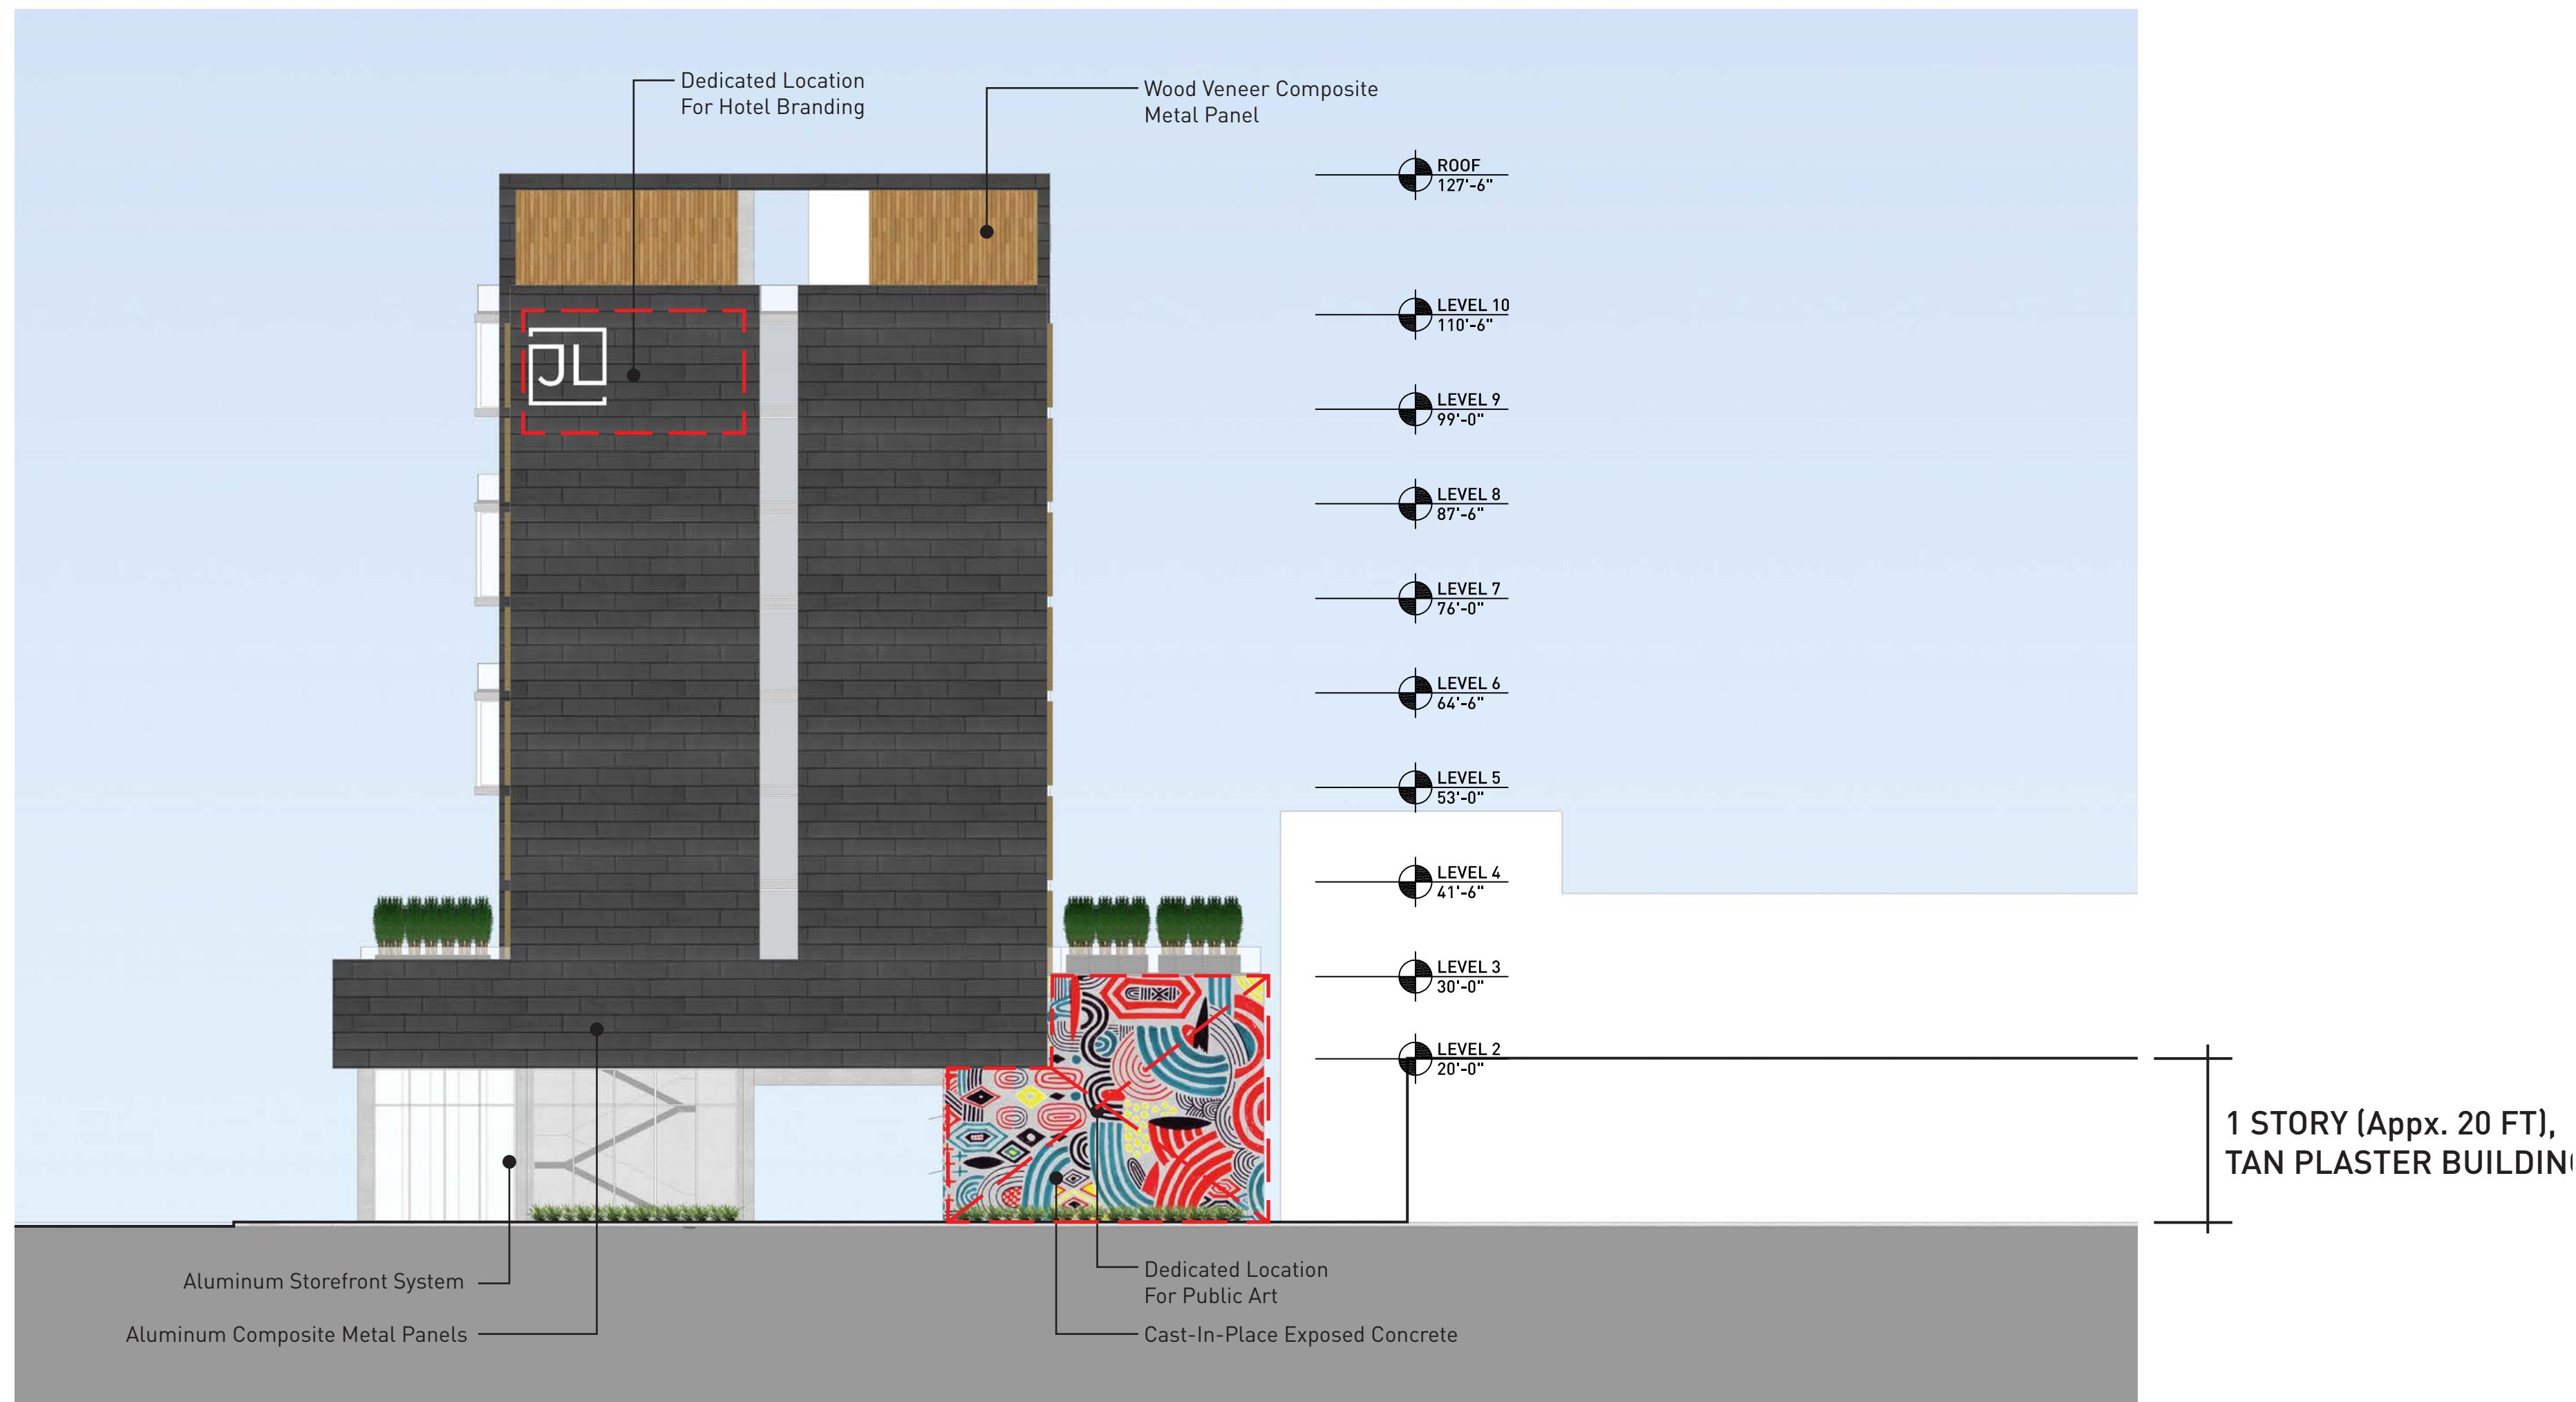 Dedicated Location
For Hotel Branding
Wood Veneer Composite
Metal Panel
ROOF
127'-6"
LEVEL 10
110'-6"
JL
LEVEL 9
99'-0"
LEVEL 8
87'-6"
LEVEL 7
76'-0"
LEVEL 6
64'-6"
LEVEL 5
53'-0"
LEVEL 4
41'-6"
LEVEL 3
30'-0"
LEVEL 2
20'-0"
1 STORY (Appx. 20 FT),
TAN PLASTER
Aluminum Storefront System
Aluminum Composite Metal Panels
Dedicated Location
For Public Art
Cast-In-Place Exposed Concrete